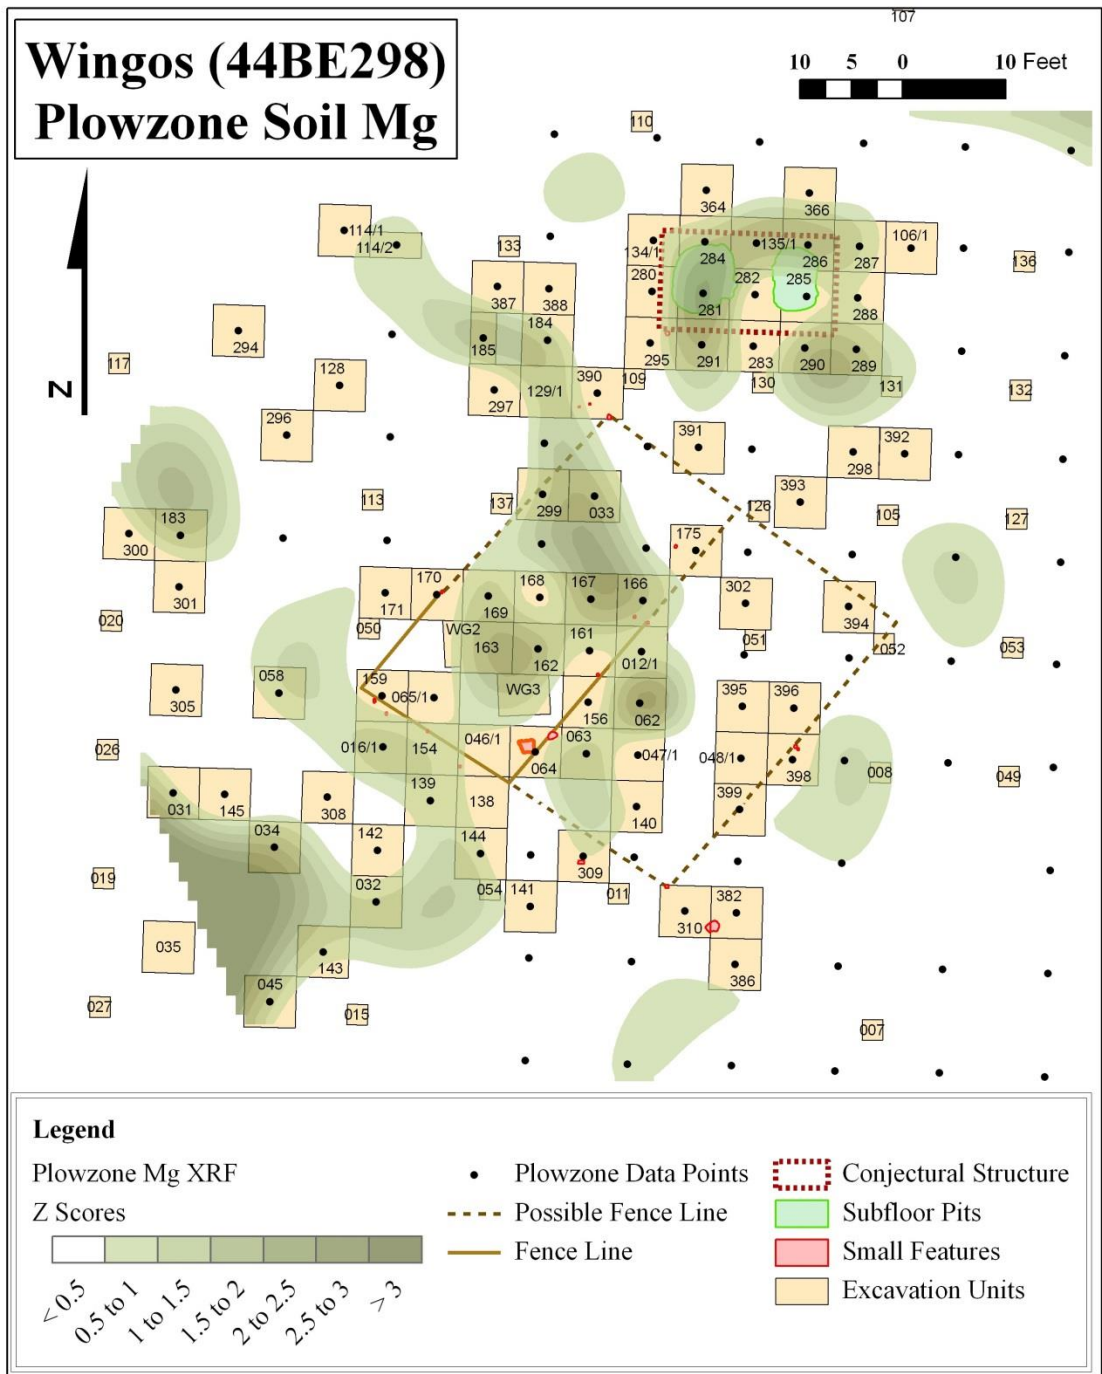 107
Wingos (44BE298)
Plowzone Soil Mg
10 5 0 10 Feet
110
364 366
114/1
114/2
133
134/1 284 135/1 286 287 106/1
136
280 282 285
281 288
387 388
184
294
185
295 291 283 290 289
117
128
390 109 130 131 132
297 129/1
296
391
392
298
393
113 137 299 033
126 105 127
183
300
175
170 168 167 166
171 169
302
301
394
020
050 WG2 161
051
052 053
163 162 012/1
058
159 065/1 WG3
395 396
305
156 062
026
016/1 154 046/1 063
064 047/1 048/1
398 008 049
031 145 308 139 138
140 399
034 142 144
309
019 032 054 141 011
382
310
035
143
386
045
027 015
007
N
Legend
Plowzone Mg XRF
Z Scores
< 0.5
0.5 to 1
1 to 1.5
1.5 to 2
2 to 2.5
2.5 to 3
> 3
Plowzone Data Points
Possible Fence Line
Fence Line
Conjectural Structure
Subfloor Pits
Small Features
Excavation Units